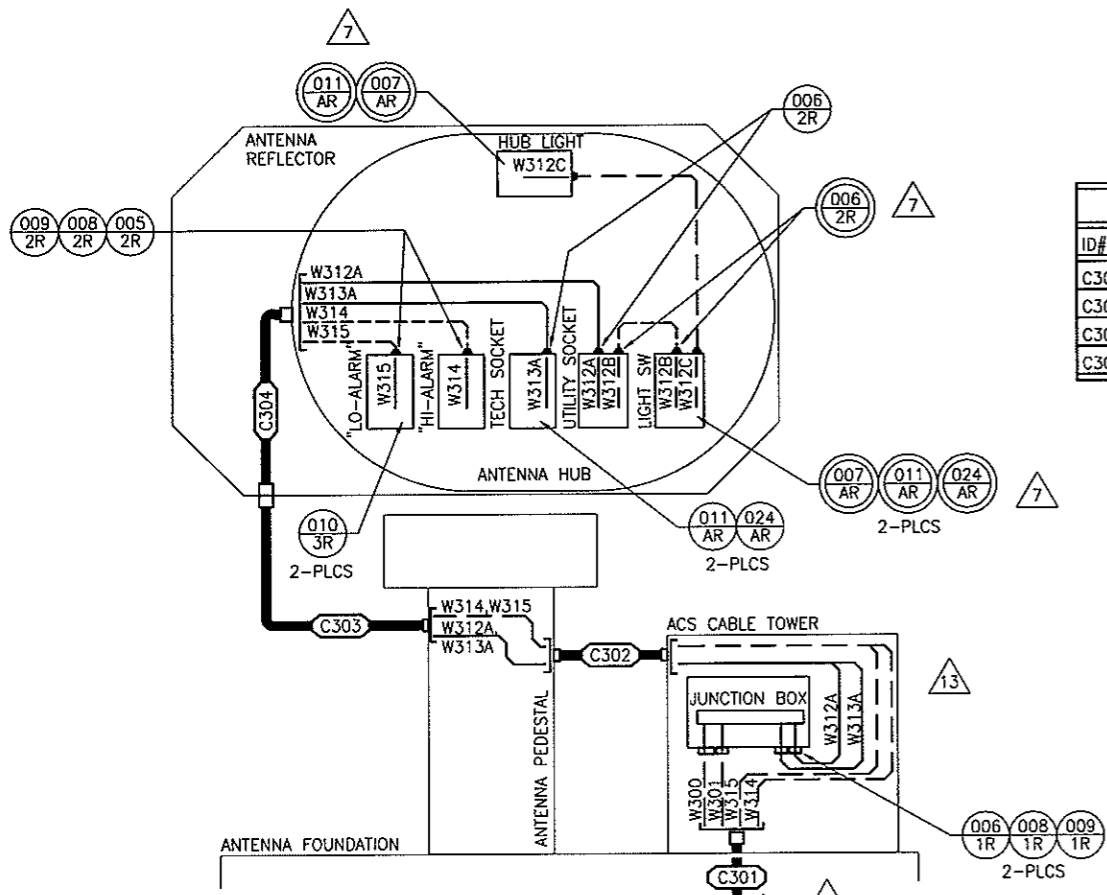 7
011
AR
007
AR
006
2R
ANTENNA
REFLECTOR
HUB LIGHT
W312C
009
2R
008
2R
005
2R
006
2R
7
ID#
W312A
W313A
W314
W315
"LO-ALARM"
W315
"HI-ALARM"
W314
TECH SOCKET
W313A
UTILITY SOCKET
W312A
W312B
LIGHT SW
W312B
W312C
C304
ANTENNA HUB
007
AR
011
AR
024
AR
7
2-PLCS
010
3R
2-PLCS
011
AR
024
AR
2-PLCS
W314,W315
W312A,
W313A
C303
C302
ACS CABLE TOWER
13
JUNCTION BOX
W312A
W313A
ANTENNA PEDESTAL
W300
W301
W315
W314
006
1R
008
1R
009
1R
2-PLCS
ANTENNA FOUNDATION
C301